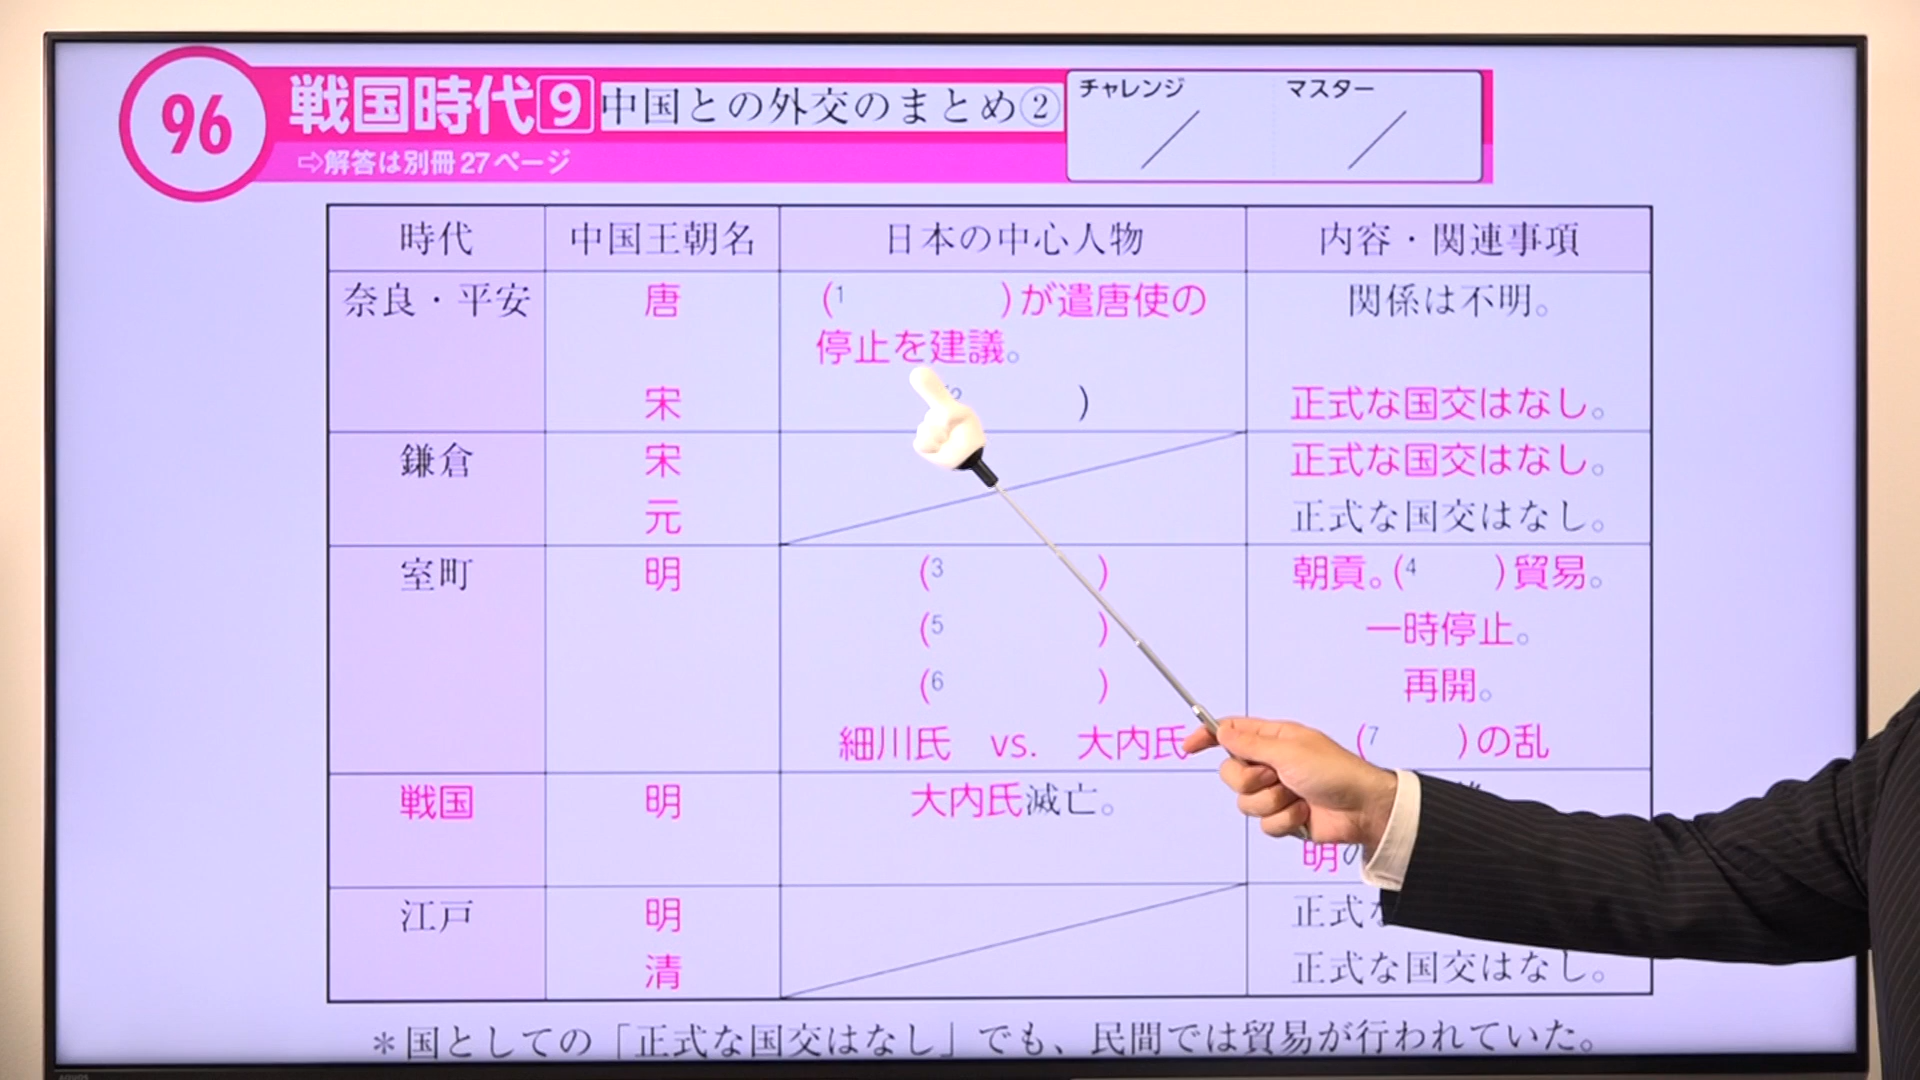 96
戦国時代9 中国との外交のまとめ②
⇨解答は別冊27ページ
チャレンジ
マスター
時代 中国王朝名 日本の中心人物 内容・関連事項
奈良・平安 唐 (1 )が遣唐使の 関係は不明。
停止を建議。
宋 2 ) 正式な国交はなし。
鎌倉 宋 正式な国交はなし。
元 正式な国交はなし。
室町 明 (3 ) 朝貢。(4 )貿易。
(5 ) 一時停止。
(6 ) 再開。
細川氏 vs. 大内氏 (7 )の乱
戦国 明 大内氏滅亡。
明の
江戸 明 正式な
清 正式な国交はなし。
*国としての「正式な国交はなし」でも、民間では貿易が行われていた。
AQUOS